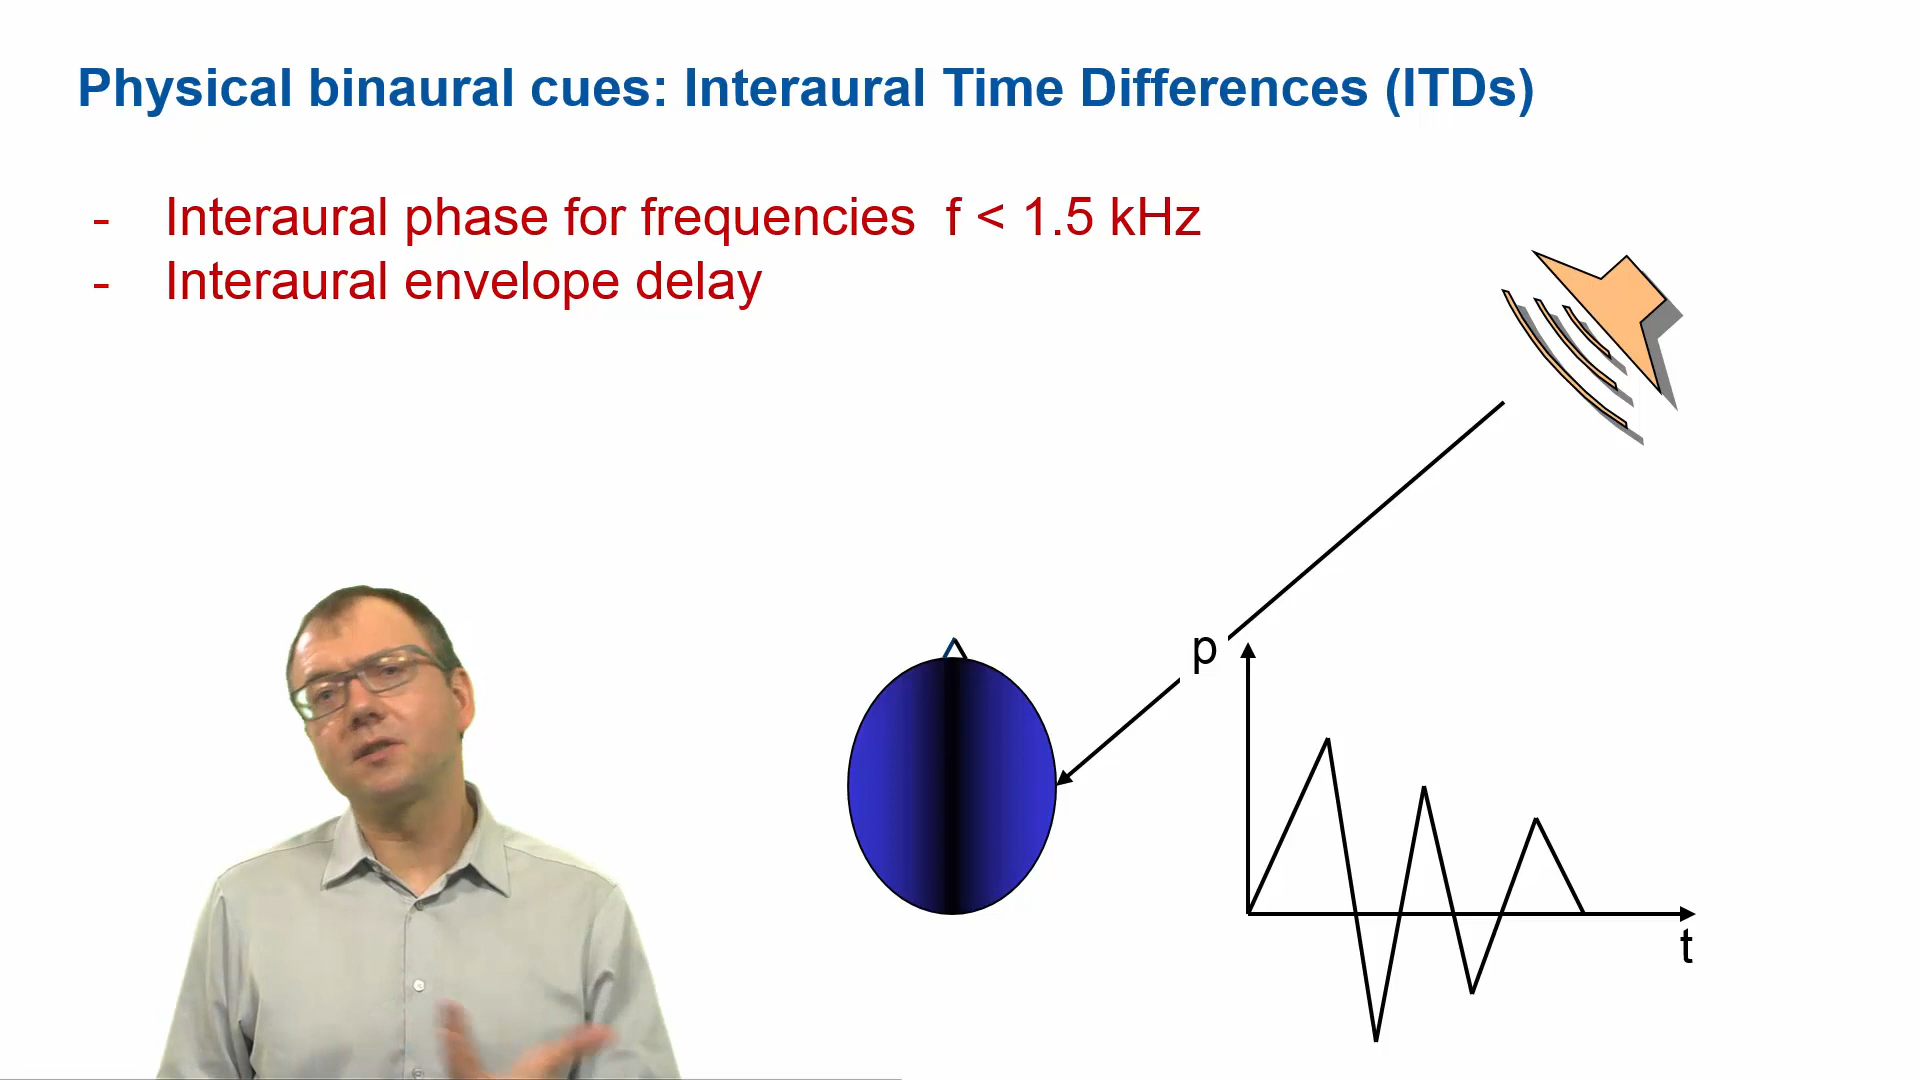 Physical binaural cues: Interaural Time Differences (ITDs)
- Interaural phase for frequencies f < 1.5 kHz
- Interaural envelope delay
p
t